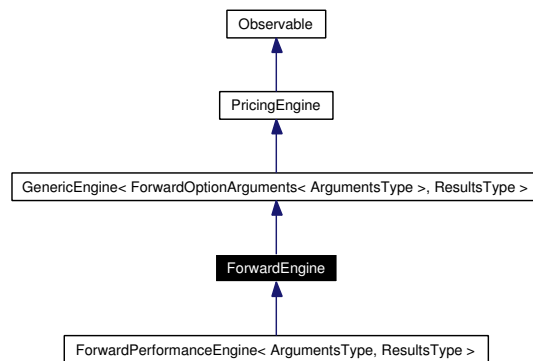 Observable
PricingEngine
GenericEngine< ForwardOptionArguments< ArgumentsType >, ResultsType >
ForwardEngine
ForwardPerformanceEngine< ArgumentsType, ResultsType >